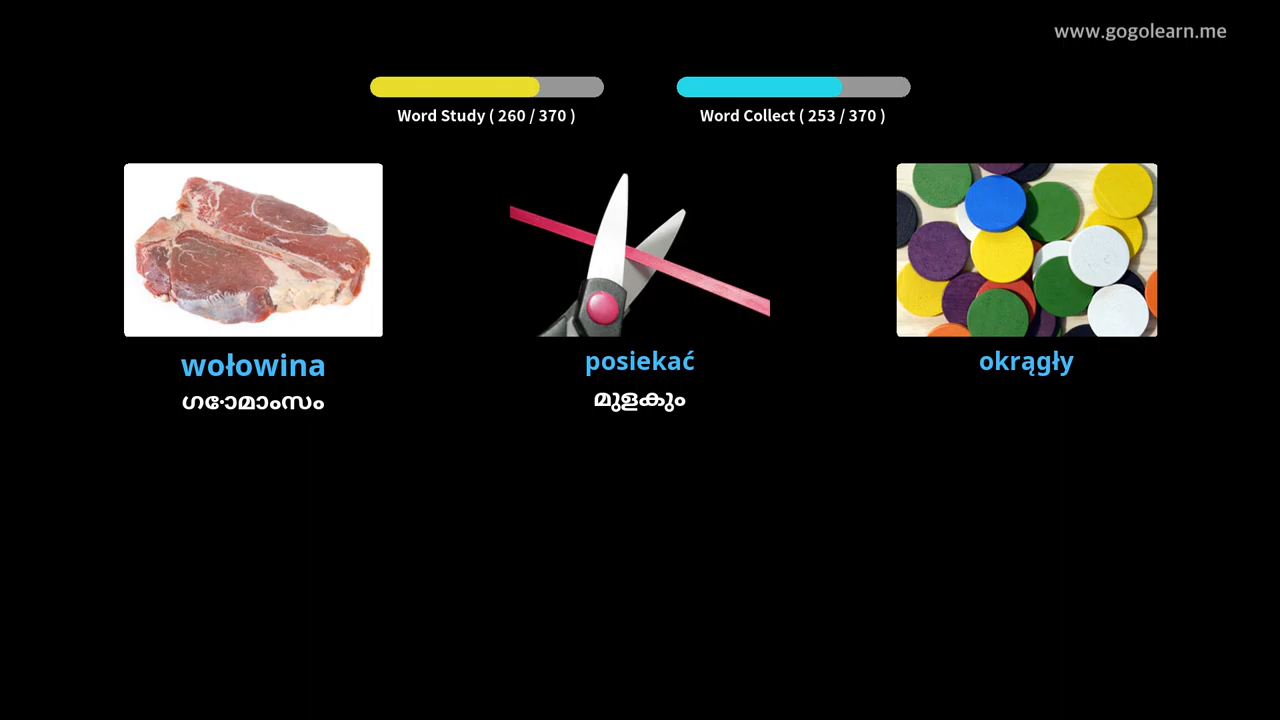 www.gogolearn.me
Word Study ( 260 / 370 )
Word Collect ( 253 / 370 )
wołowina
posiekać
okrągły
ഗോമാംസം
മുളകും